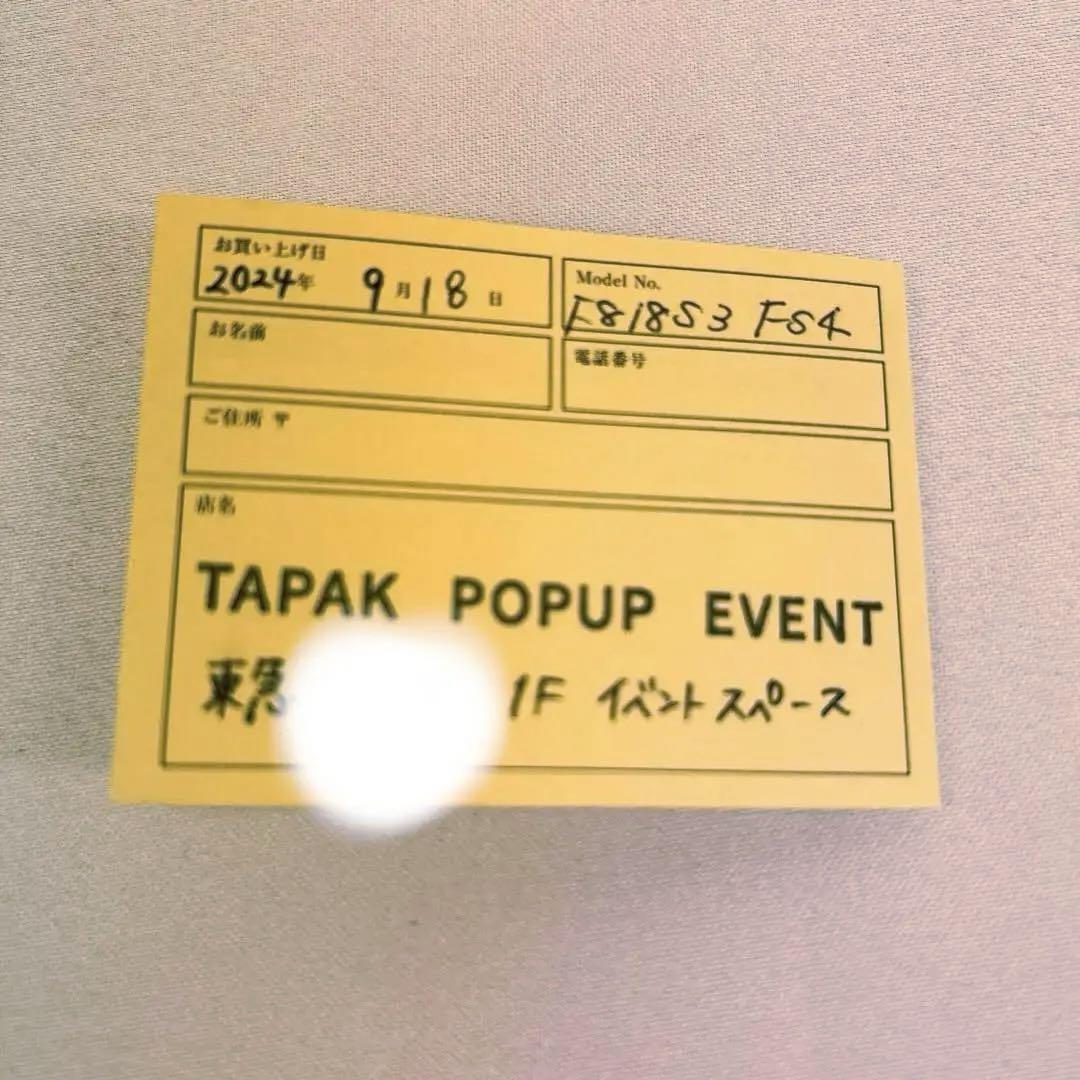 お買い上げ日
2024年 9月18日
Model No.
F818S3 FS4
お名前
電話番号
ご住所 〒
店名
TAPAK POPUP EVENT
東急 1F イベントスペース